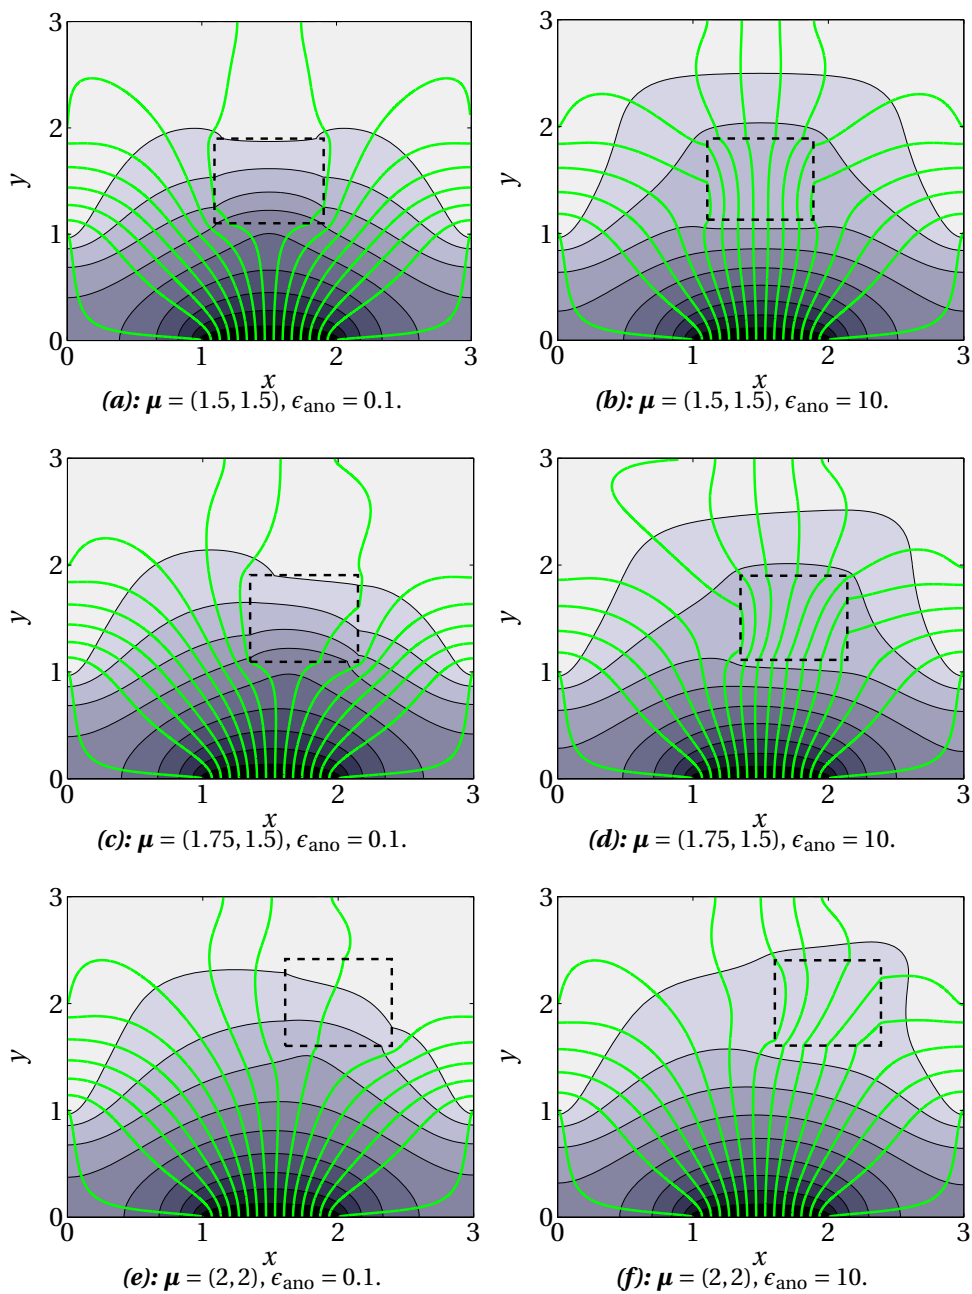 3
2
1
0
y
0 1 2 3
x
(a): μ = (1.5, 1.5), ϵano = 0.1.
3
2
1
0
y
0 1 2 3
x
(b): μ = (1.5, 1.5), ϵano = 10.
3
2
1
0
y
0 1 2 3
x
(c): μ = (1.75, 1.5), ϵano = 0.1.
3
2
1
0
y
0 1 2 3
x
(d): μ = (1.75, 1.5), ϵano = 10.
3
2
1
0
y
0 1 2 3
x
(e): μ = (2, 2), ϵano = 0.1.
3
2
1
0
y
0 1 2 3
x
(f): μ = (2, 2), ϵano = 10.